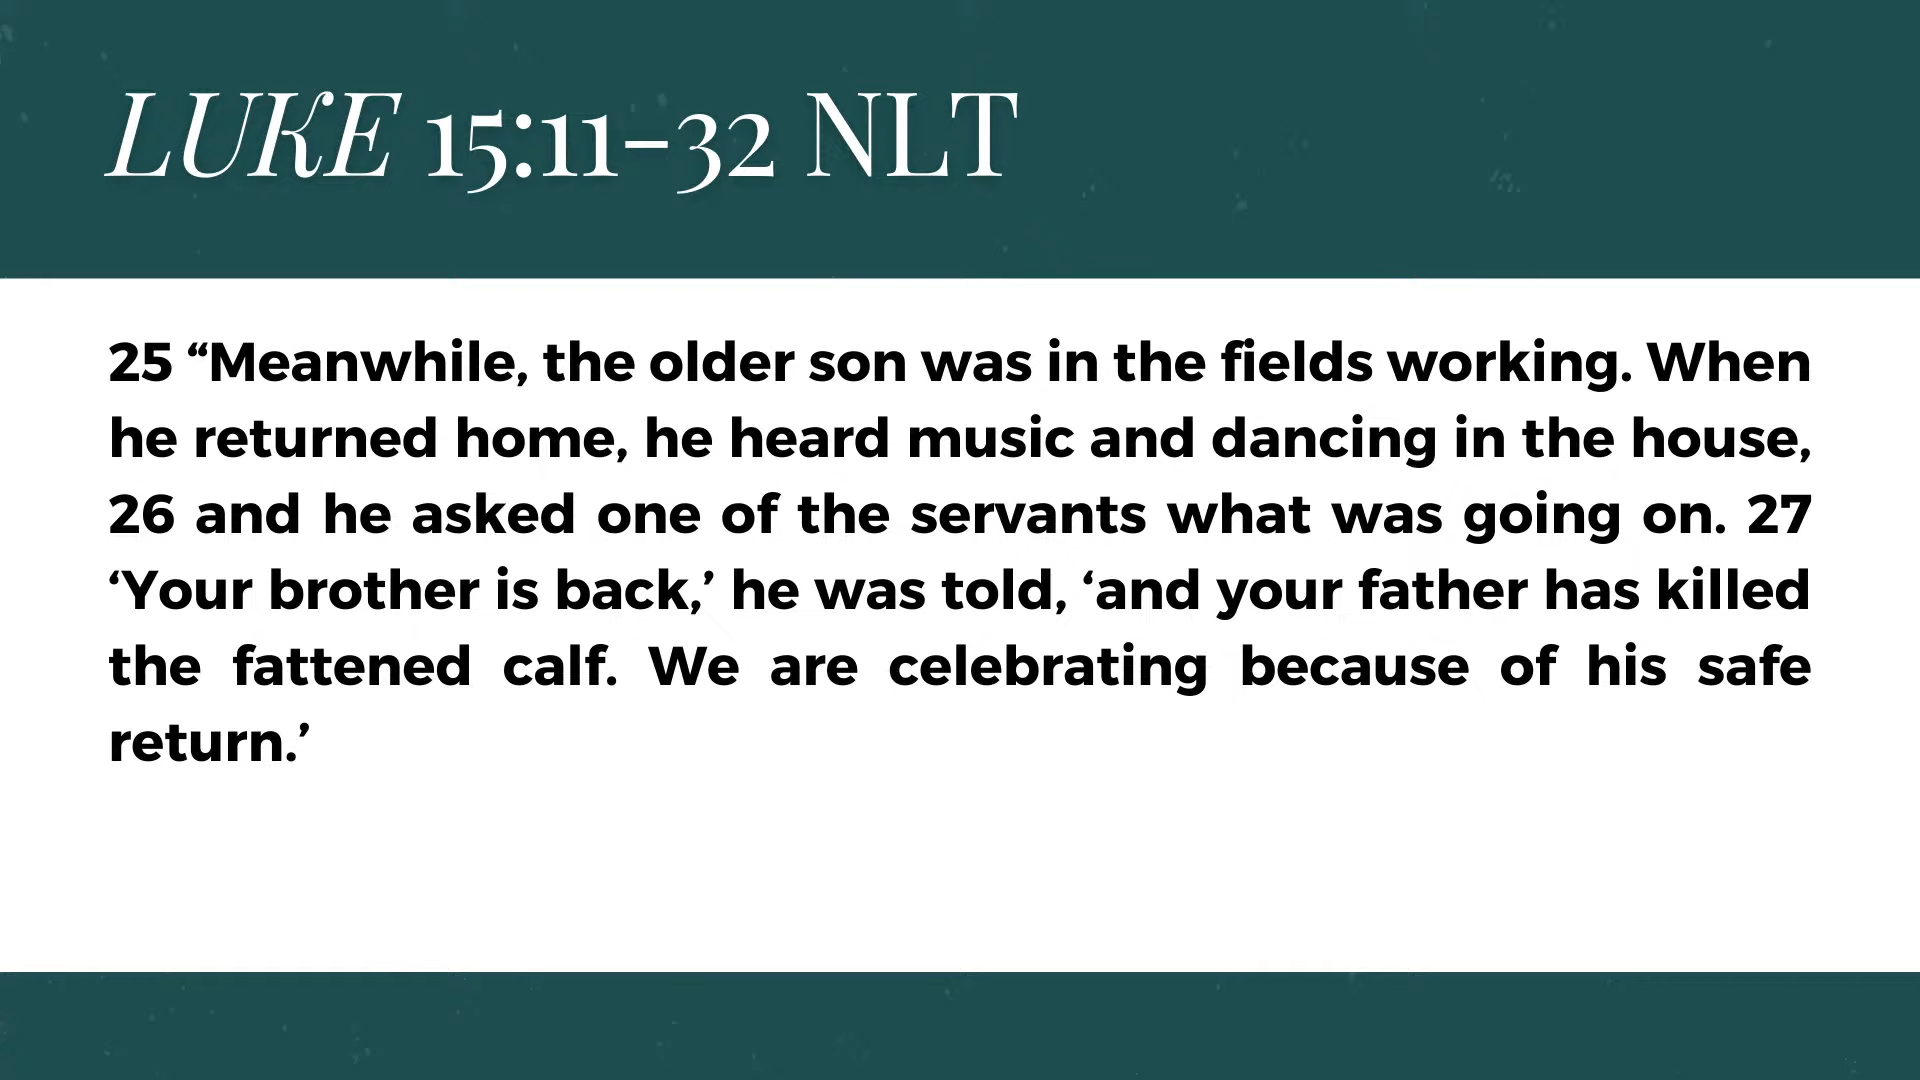 LUKE 15:11-32 NLT
25 “Meanwhile, the older son was in the fields working. When
he returned home, he heard music and dancing in the house,
26 and he asked one of the servants what was going on. 27
‘Your brother is back,’ he was told, ‘and your father has killed
the fattened calf. We are celebrating because of his safe
return.’